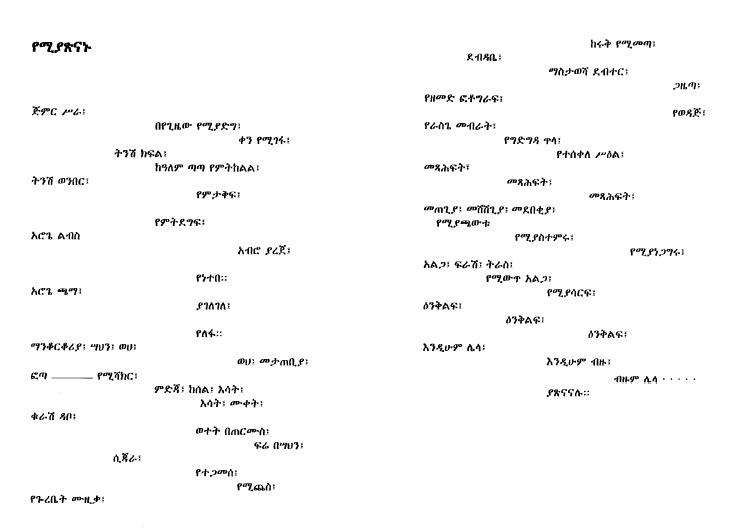 የሚያጽናኑ
ጅምር ሥራ፤
በየጊዜው የሚያድግ፤
ቀን የሚገፋ፤
ትንሽ ክፍል፤
ከዓለም ጣጣ የምትከልል፤
ትንሽ ወንበር፤
የምታቅፍ፤
የምትደግፍ፤
አሮጌ ልብስ
አብሮ ያረጀ፤
የነተበ።
አሮጌ ጫማ፤
ያገለገለ፤
የለፋ።
ማንቆርቆሪያ፤ ሣህን፤ ወሀ፤
ወሀ፤ መታጠቢያ፤
ፎጣ ——— የሚሻክር፤
ምድጃ፤ ከሰል፤ እሳት፤
እሳት፤ ሙቀት፤
ቁራሽ ዳቦ፤
ወተት በጠርሙስ፤
ፍሬ በሣህን፤
ሲጃራ፤
የተጋመሰ፤
የሚጨስ፤
የጉረቤት ሙዚቃ፤
ከሩቅ የሚመጣ፤
ደብዳቤ፤
ማስታወሻ ደብተር፤
ጋዜጣ፤
የዘመድ ፎቶግራፍ፤
የወዳጅ፤
የራስጌ መብራት፤
የግድግዳ ጥላ፤
የተሰቀለ ሥዕል፤
መጻሕፍት፣
መጻሕፍት፤
መጻሕፍት፤
መጠጊያ፤ መሸሸጊያ፤ መደበቂያ፤
የሚያጫውቱ
የሚያስተምሩ፤
የሚያነጋግሩ፤
አልጋ፤ ፍራሽ፤ ትራስ፤
የሚውጥ አልጋ፤
የሚያሳርፍ፤
ዕንቅልፍ፤
ዕንቅልፍ፤
ዕንቅልፍ፤
እንዲሁም ሌላ፤
እንዲሁም ብዙ፤
ብዙም ሌላ · · · · ·
ያጽናናሉ።